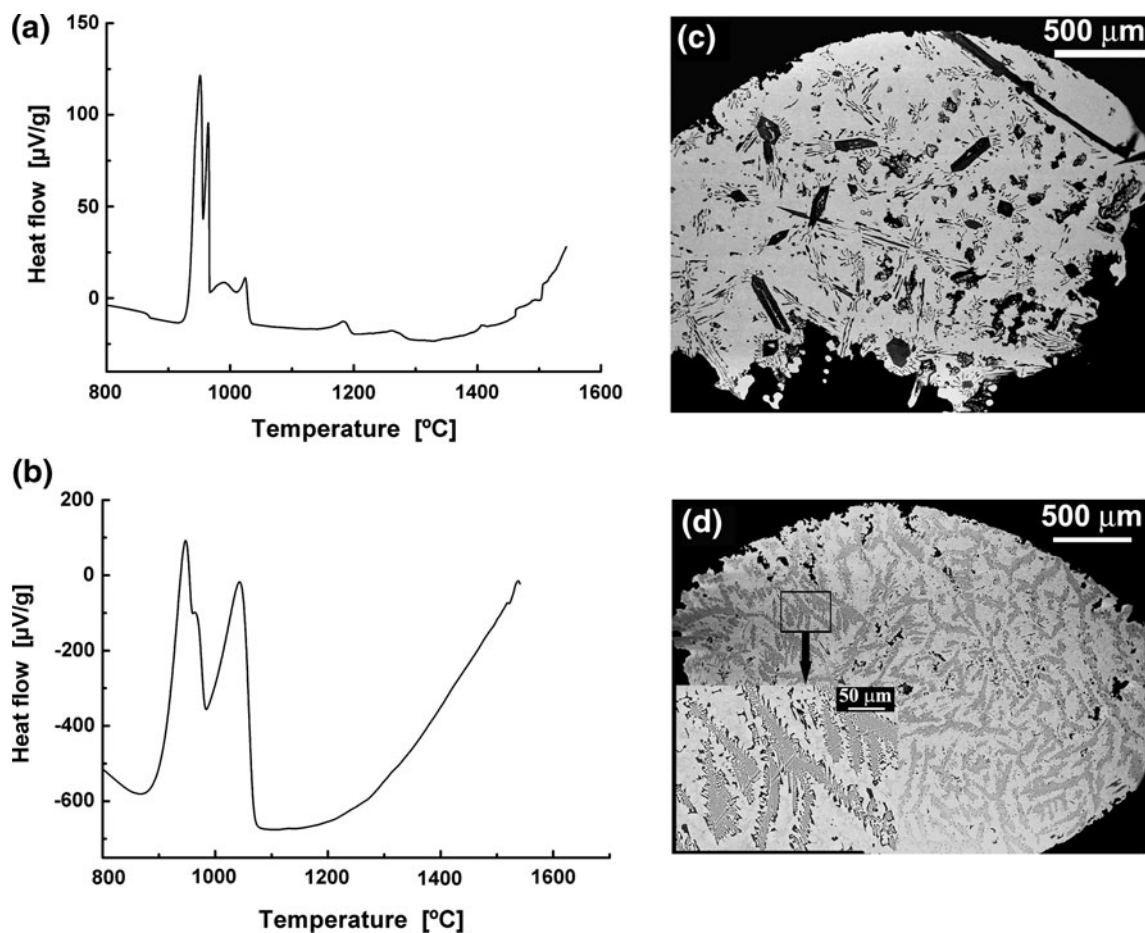 (a)
150
100
50
0
Heat flow [µV/g]
800 1000 1200 1400 1600
Temperature [ºC]
(b)
200
0
-200
-400
-600
Heat flow [µV/g]
800 1000 1200 1400 1600
Temperature [ºC]
(c)
500 µm
(d)
500 µm
50 µm